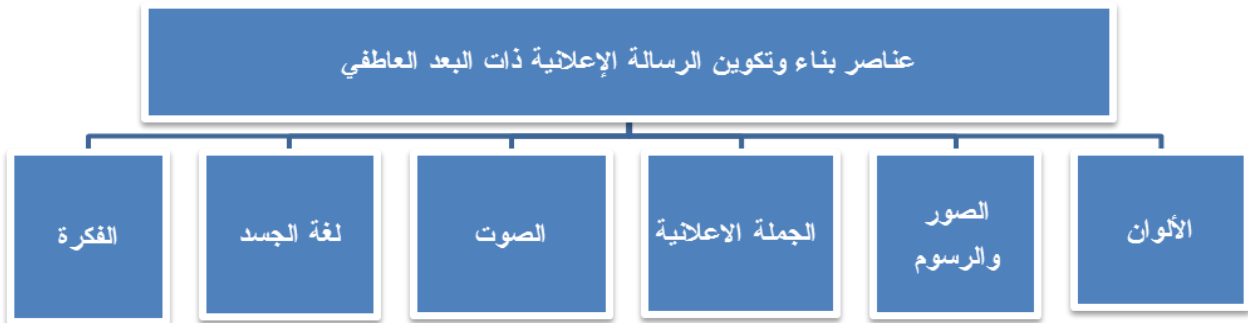 عناصر بناء وتكوين الرسالة الإعلانية ذات البعد العاطفي
الألوان
الصور
والرسوم
الجملة الاعلانية
الصوت
لغة الجسد
الفكرة